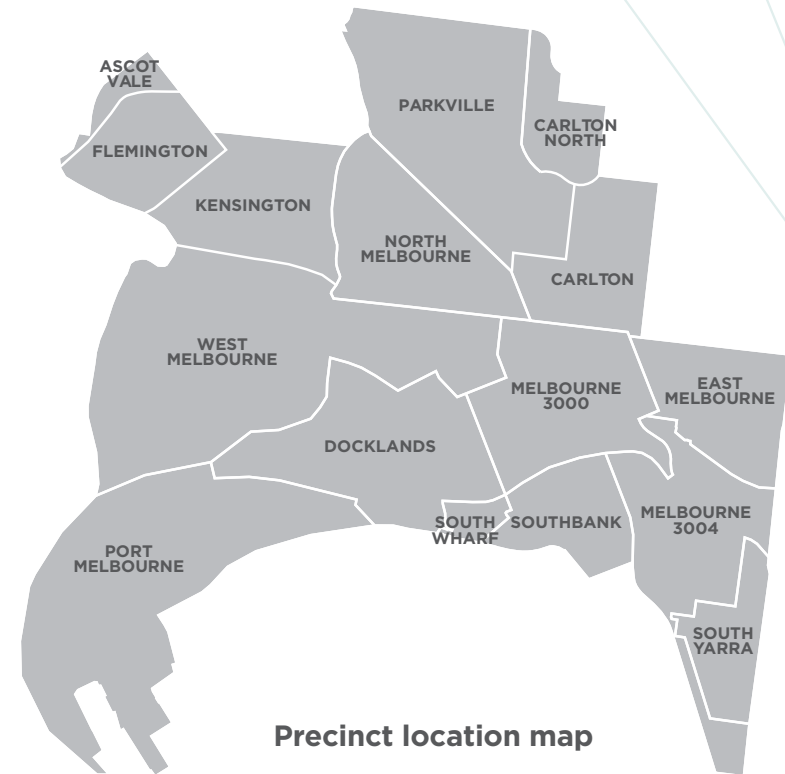 ASCOT
VALE
PARKVILLE
CARLTON
NORTH
FLEMINGTON
KENSINGTON
NORTH
MELBOURNE
CARLTON
WEST
MELBOURNE
MELBOURNE
3000
EAST
MELBOURNE
DOCKLANDS
SOUTH
WHARF
SOUTHBANK
MELBOURNE
3004
PORT
MELBOURNE
SOUTH
YARRA
Precinct location map